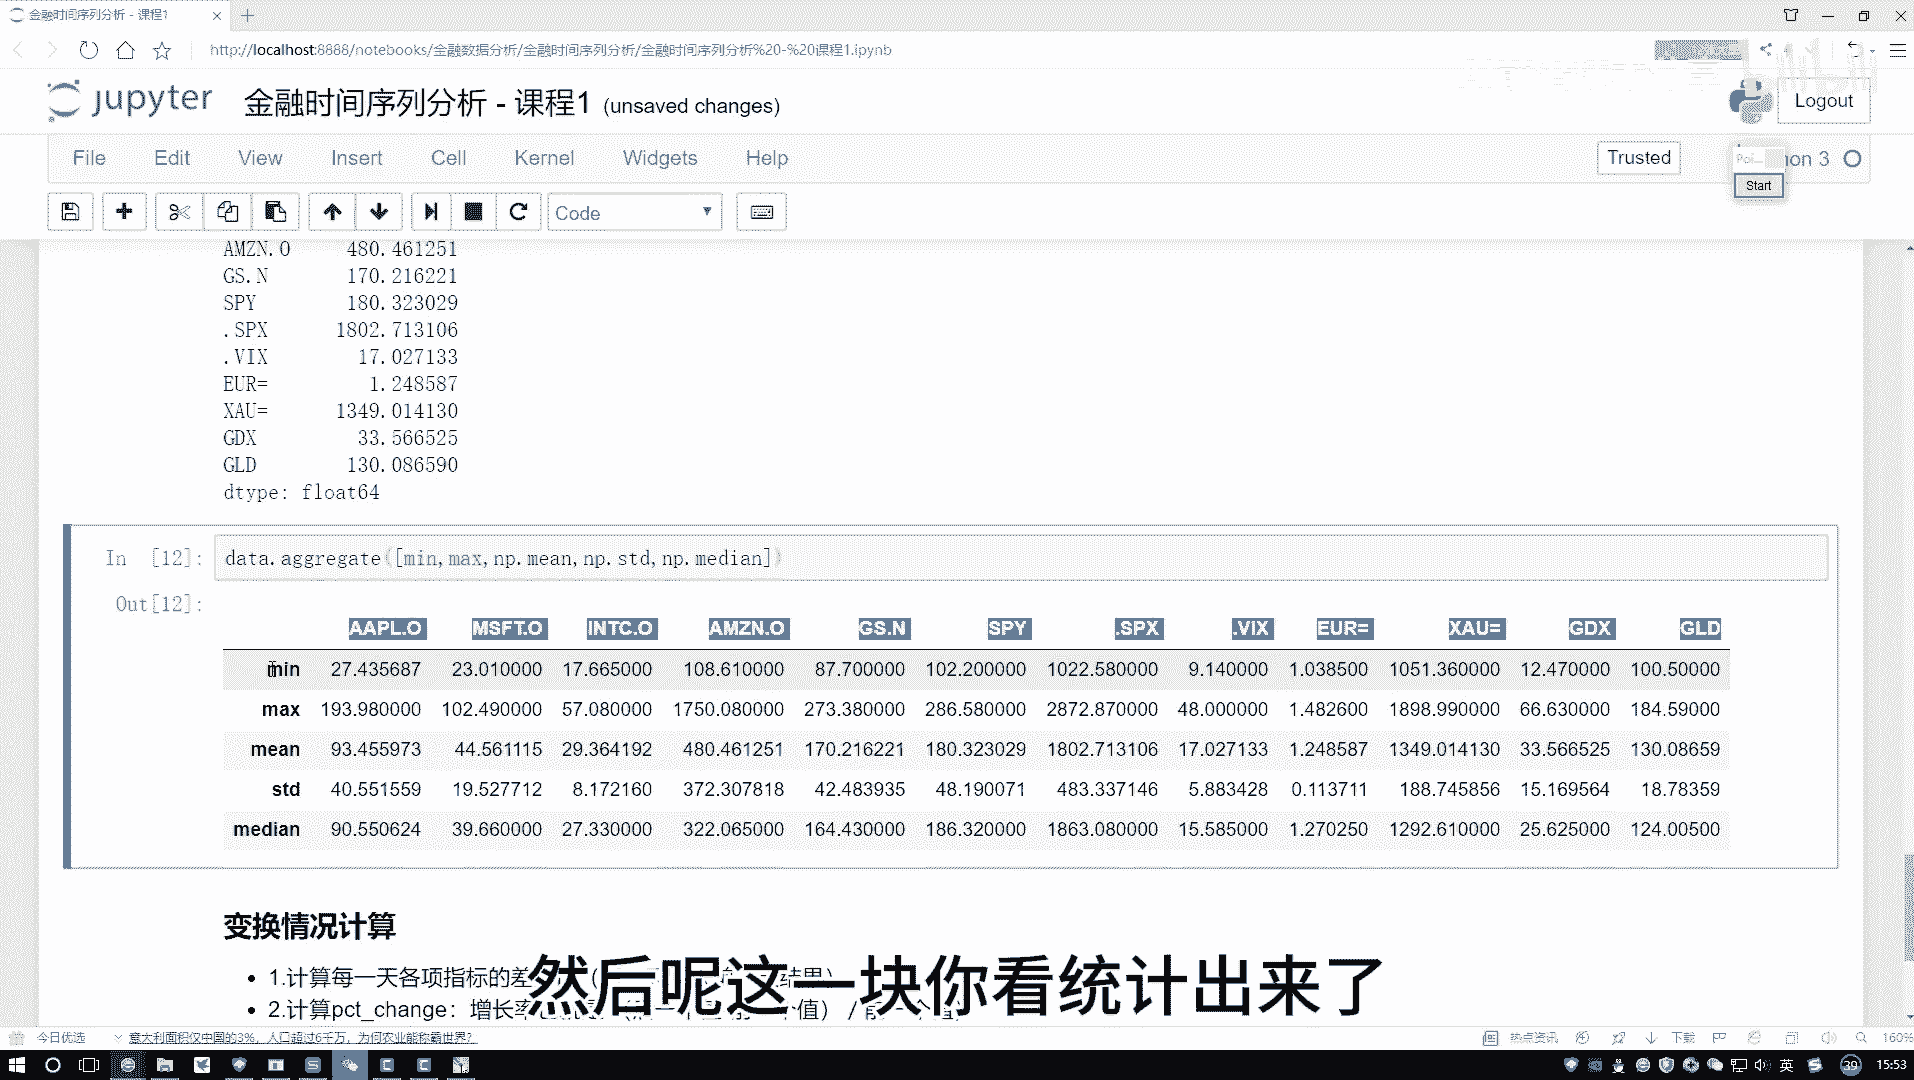 金融时间序列分析 - 课程1
http://localhost:8888/notebooks/金融数据分析/金融时间序列分析/金融时间序列分析%20-%20课程1.ipynb
jupyter 金融时间序列分析 - 课程1 (unsaved changes)
Logout
File Edit View Insert Cell Kernel Widgets Help
Trusted
Poi...
3
Start
Code
AMZN.O 480.461251
GS.N 170.216221
SPY 180.323029
.SPX 1802.713106
.VIX 17.027133
EUR= 1.248587
XAU= 1349.014130
GDX 33.566525
GLD 130.086590
dtype: float64
In [12]: data.aggregate([min,max,np.mean,np.std,np.median])
Out[12]:
AAPL.O MSFT.O INTC.O AMZN.O GS.N SPY .SPX .VIX EUR= XAU= GDX GLD
min 27.435687 23.010000 17.665000 108.610000 87.700000 102.200000 1022.580000 9.140000 1.038500 1051.360000 12.470000 100.50000
max 193.980000 102.490000 57.080000 1750.080000 273.380000 286.580000 2872.870000 48.000000 1.482600 1898.990000 66.630000 184.59000
mean 93.455973 44.561115 29.364192 480.461251 170.216221 180.323029 1802.713106 17.027133 1.248587 1349.014130 33.566525 130.08659
std 40.551559 19.527712 8.172160 372.307818 42.483935 48.190071 483.337146 5.883428 0.113711 188.745856 15.169564 18.78359
median 90.550624 39.660000 27.330000 322.065000 164.430000 186.320000 1863.080000 15.585000 1.270250 1292.610000 25.625000 124.00500
变换情况计算
1.计算每一天各项指标的差
2.计算pct_change：增长率
然后呢这一块你看统计出来了
今日优选 意大利面积仅中国的3%，人口超过6千万，为何农业能称霸世界？
热点资讯 下载 160%
英 39 15:53